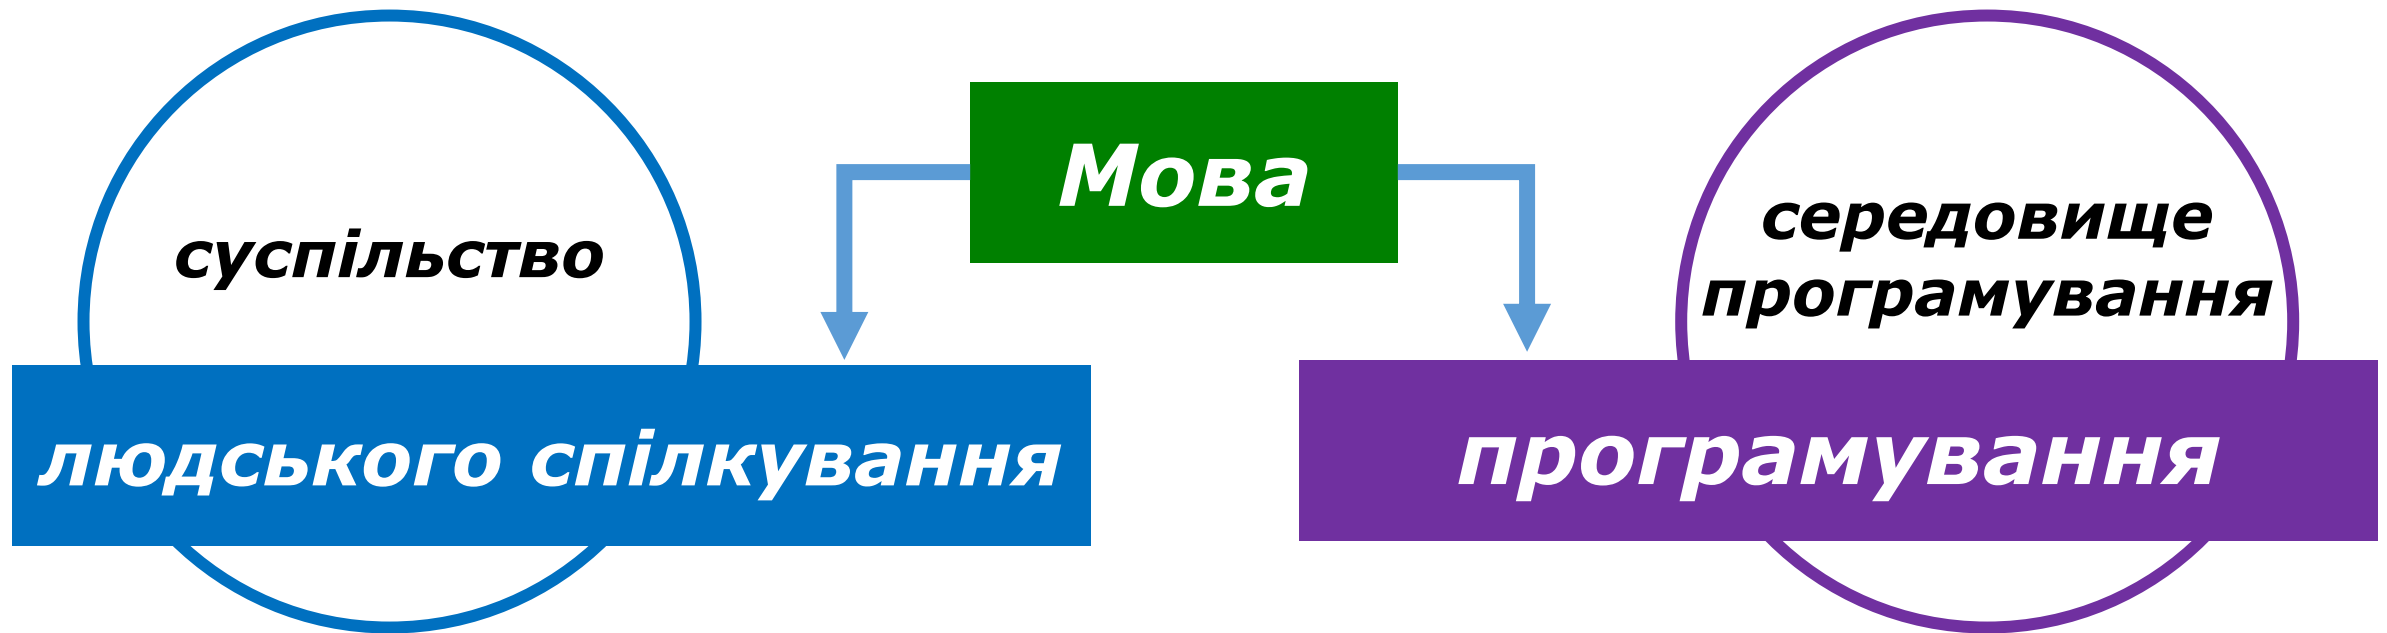 Мова
суспільство
людського спілкування
середовище
програмування
програмування